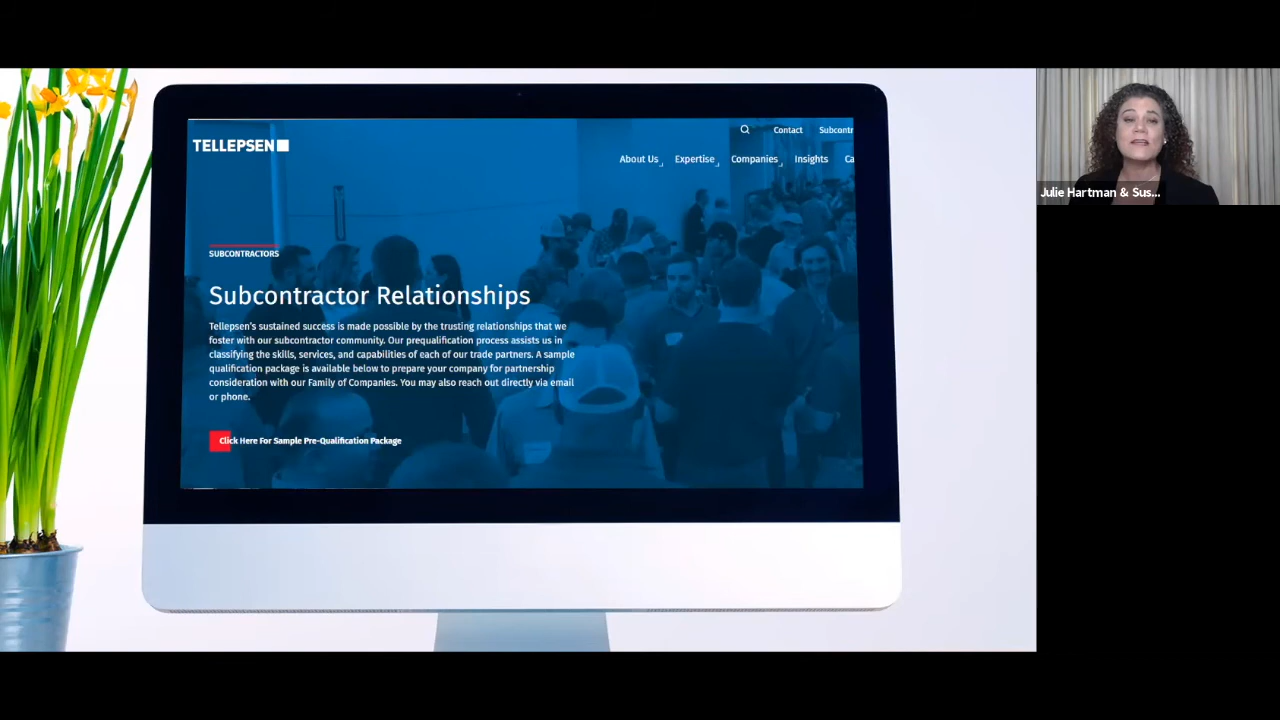 TELLEPSEN
Contact Subcontr
About Us Expertise Companies Insights Ca
SUBCONTRACTORS
Subcontractor Relationships
Tellepsen's sustained success is made possible by the trusting relationships that we
foster with our subcontractor community. Our prequalification process assists us in
classifying the skills, services, and capabilities of each of our trade partners. A sample
qualification package is available below to prepare your company for partnership
consideration with our Family of Companies. You may also reach out directly via email
or phone.
Click Here For Sample Pre-Qualification Package
Julie Hartman & Sus...